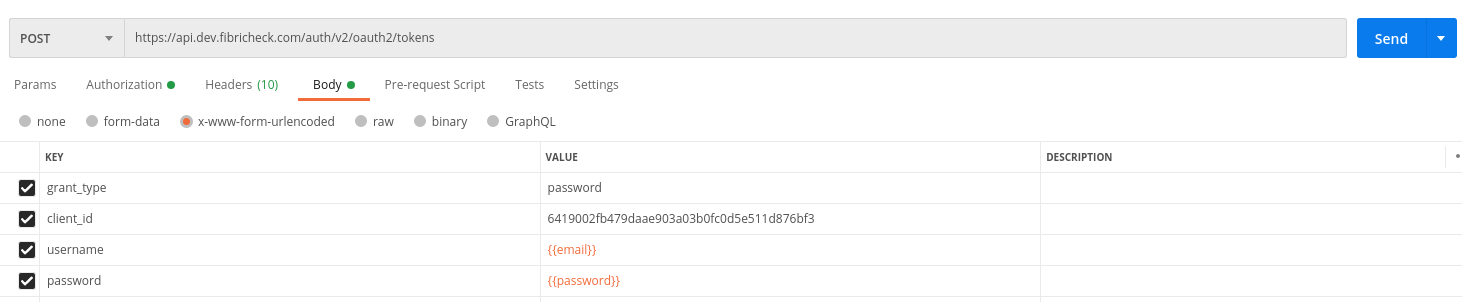 POST https://api.dev.fibricheck.com/auth/v2/oauth2/tokens Send
Params Authorization Headers (10) Body Pre-request Script Tests Settings
none form-data x-www-form-urlencoded raw binary GraphQL
KEY VALUE DESCRIPTION
grant_type password
client_id 6419002fb479daae903a03b0fc0d5e511d876bf3
username {{email}}
password {{password}}